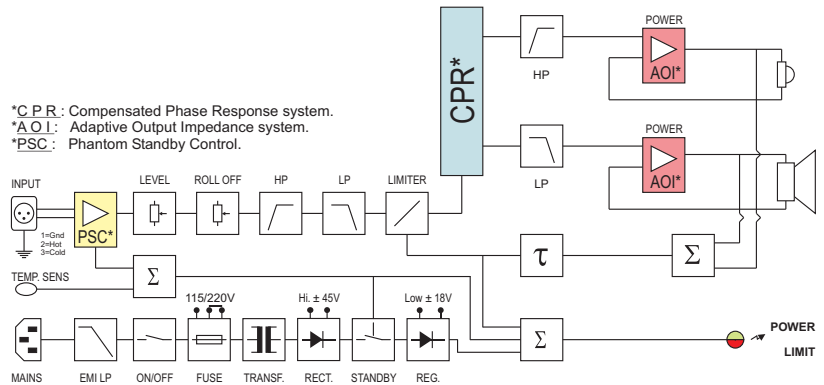 POWER
CPR*
HP
AOI*
*C P R : Compensated Phase Response system.
*A O I : Adaptive Output Impedance system.
*PSC : Phantom Standby Control.
POWER
LP
AOI*
INPUT
LEVEL
ROLL OFF
HP
LP
LIMITER
1=Gnd
2=Hot
3=Cold
PSC*
TEMP. SENS
Σ
τ
Σ
115/220V
Hi. ± 45V
Low ± 18V
Σ
POWER
LIMIT
MAINS
EMI LP
ON/OFF
FUSE
TRANSF.
RECT.
STANDBY
REG.